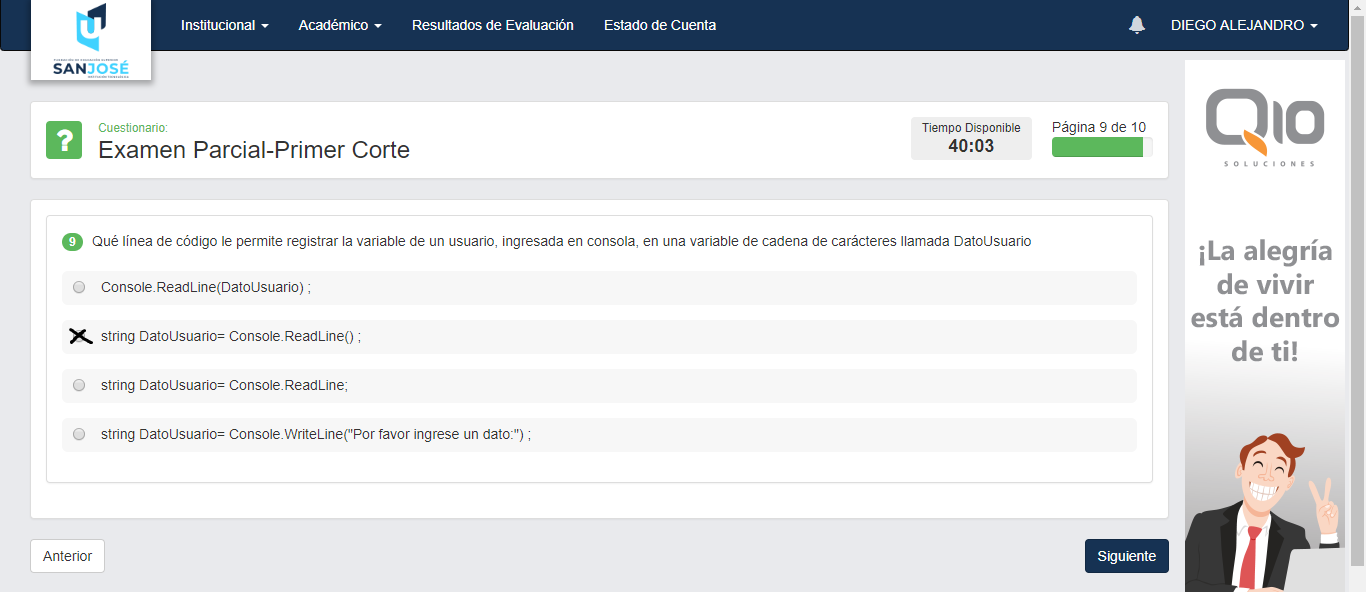 Institucional
Académico
Resultados de Evaluación
Estado de Cuenta
DIEGO ALEJANDRO
U
SANJOSÉ
Cuestionario:
Examen Parcial-Primer Corte
Tiempo Disponible
40:03
Página 9 de 10
?
9 Qué línea de código le permite registrar la variable de un usuario, ingresada en consola, en una variable de cadena de carácteres llamada DatoUsuario
Console.ReadLine(DatoUsuario) ;
string DatoUsuario= Console.ReadLine() ;
string DatoUsuario= Console.ReadLine;
string DatoUsuario= Console.WriteLine("Por favor ingrese un dato:") ;
Anterior
Siguiente
Q10
SOLUCIONES
¡La alegría
de vivir
está dentro
de ti!